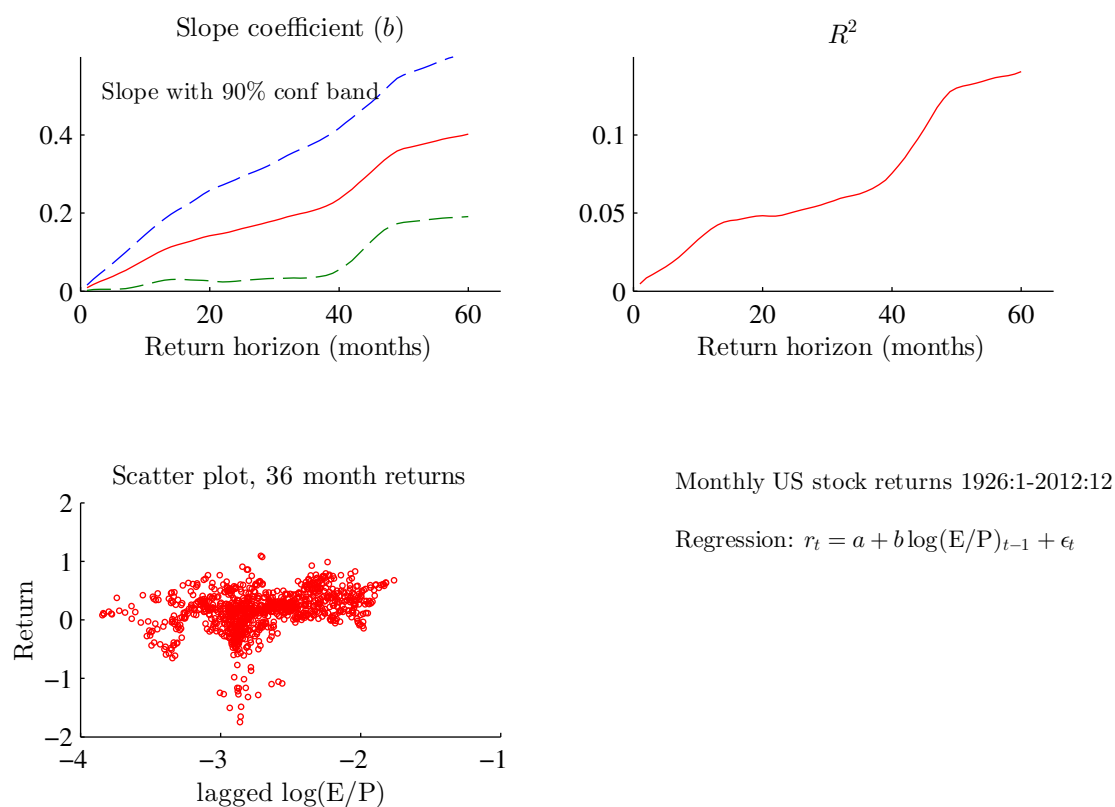 Slope coefficient (b)
Slope with 90% conf band
0.4
0.2
0
0 20 40 60
Return horizon (months)
R²
0.1
0.05
0
0 20 40 60
Return horizon (months)
Scatter plot, 36 month returns
2
1
0
−1
−2
Return
−4 −3 −2 −1
lagged log(E/P)
Monthly US stock returns 1926:1-2012:12
Regression: rₜ = a + b log(E/P)ₜ₋₁ + ϵₜ